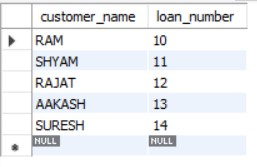 customer_name loan_number
RAM 10
SHYAM 11
RAJAT 12
AAKASH 13
SURESH 14
NULL NULL